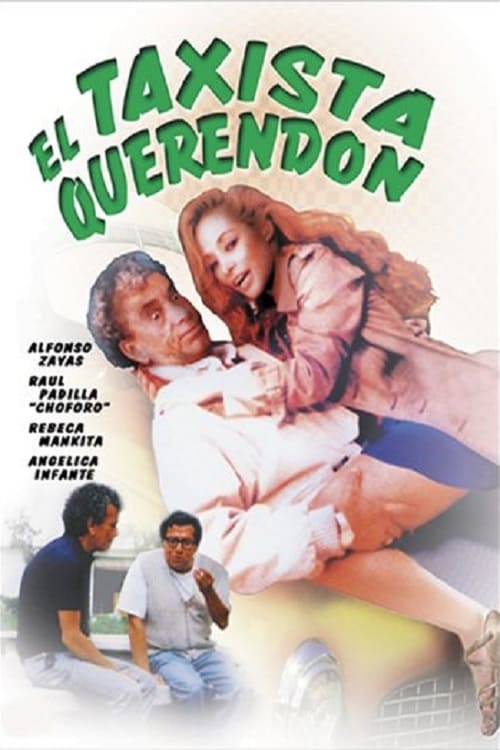 EL TAXISTA
QUERENDON
ALFONSO
ZAYAS
RAUL
PADILLA
"CHOFORO"
REBECA
MANKITA
ANGELICA
INFANTE